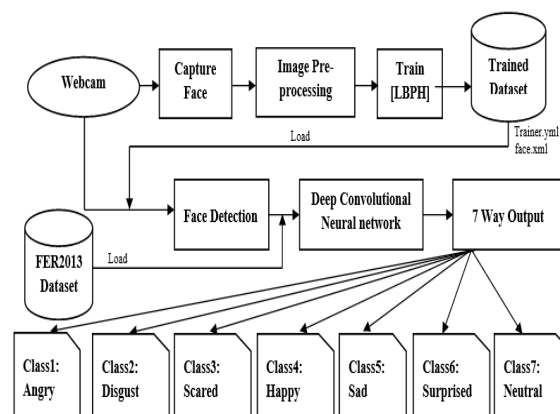 Webcam
Capture
Face
Image Pre-
processing
Train
[LBPH]
Trained
Dataset
Load
Trainer.yml
face.xml
Face Detection
Deep Convolutional
Neural network
7 Way Output
FER2013
Dataset
Load
Class1:
Angry
Class2:
Disgust
Class3:
Scared
Class4:
Happy
Class5:
Sad
Class6:
Surprised
Class7:
Neutral